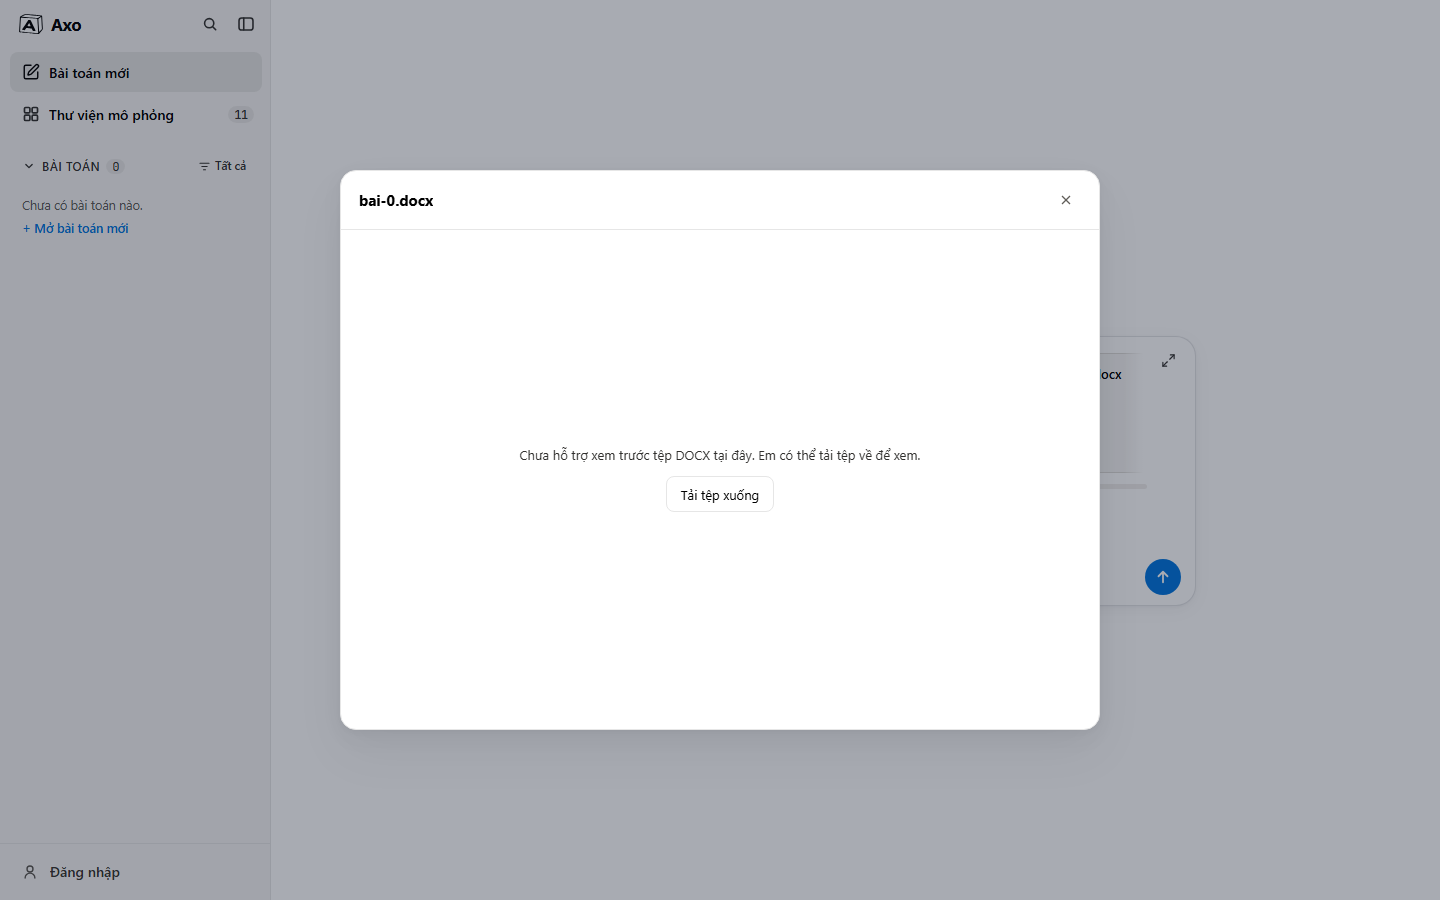 Axo
Bài toán mới
Thư viện mô phỏng 11
BÀI TOÁN 0 Tất cả
Chưa có bài toán nào.
+ Mở bài toán mới
bai-0.docx
ocx
Chưa hỗ trợ xem trước tệp DOCX tại đây. Em có thể tải tệp về để xem.
Tải tệp xuống
Đăng nhập